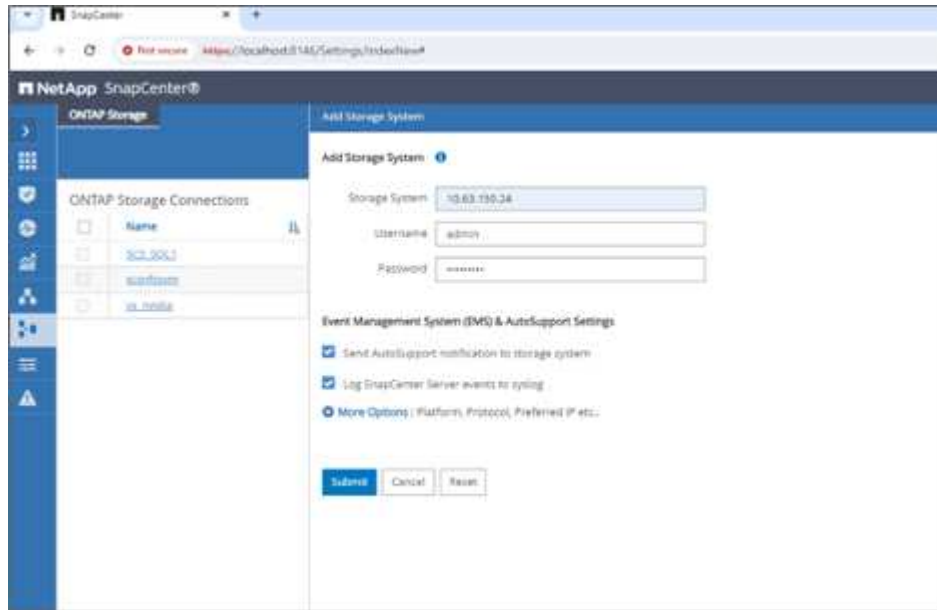 SnapCenter
Not secure https://localhost:8146/Settings/IndexNew#
NetApp SnapCenter®
ONTAP Storage
Add Storage System
Add Storage System
ONTAP Storage Connections
Storage System 10.63.150.24
Name
Username admin
Password ••••••••
Event Management System (EMS) & AutoSupport Settings
Send AutoSupport notification to storage system
Log SnapCenter Server events to syslog
More Options : Platform, Protocol, Preferred IP etc..
Submit Cancel Reset